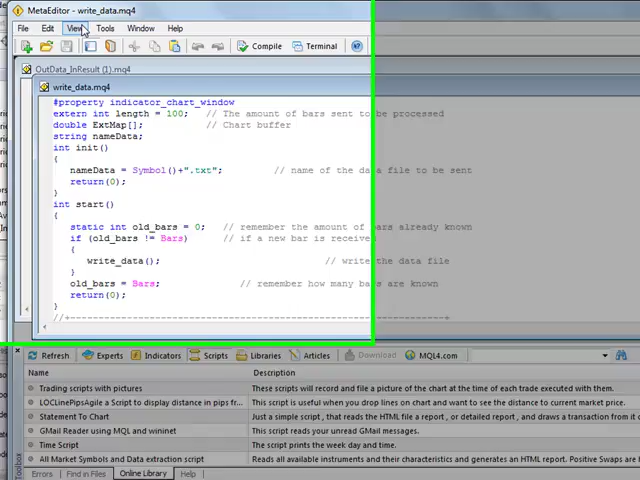 MetaEditor - write_data.mq4
File Edit View Tools Window Help
Compile Terminal
OutData_InResult (1).mq4
write_data.mq4
#property indicator_chart_window
extern int length = 100; // The amount of bars sent to be processed
double ExtMap[]; // Chart buffer
string nameData;
int init()
{
nameData = Symbol()+".txt"; // name of the data file to be sent
return(0);
}
int start()
{
static int old_bars = 0; // remember the amount of bars already known
if (old_bars != Bars) // if a new bar is received
{
write_data(); // write the data file
}
old_bars = Bars; // remember how many bars are known
return(0);
}
Refresh Experts Indicators Scripts Libraries Articles Download MQL4.com
Name Description
Trading scripts with pictures These scripts will record and file a picture of the chart at the time of each trade executed with them.
LOCLinePipsAgile a Script to display distance in pips fr... This script is useful when you drop lines on chart and want to see the distance to current market price.
Statement To Chart Just a simple script , that reads the HTML file a report , or detailed report , and draws a transaction from it
GMail Reader using MQL and wininet This script reads your unread GMail messages.
Time Script The script prints the week day and time.
All Market Symbols and Data extraction script Reads all available instruments and their characteristics and generates an HTML report. Positive Swaps are
Toolbox
Errors Find in Files Online Library Help